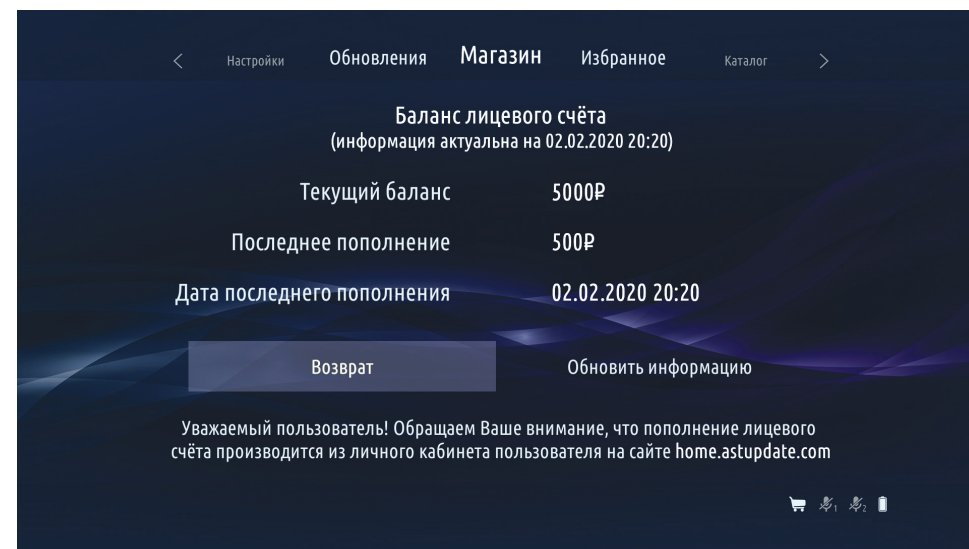 Настройки Обновления Магазин Избранное Каталог
Баланс лицевого счёта
(информация актуальна на 02.02.2020 20:20)
Текущий баланс 5000₽
Последнее пополнение 500₽
Дата последнего пополнения 02.02.2020 20:20
Возврат Обновить информацию
Уважаемый пользователь! Обращаем Ваше внимание, что пополнение лицевого
счёта производится из личного кабинета пользователя на сайте home.astupdate.com
1 2